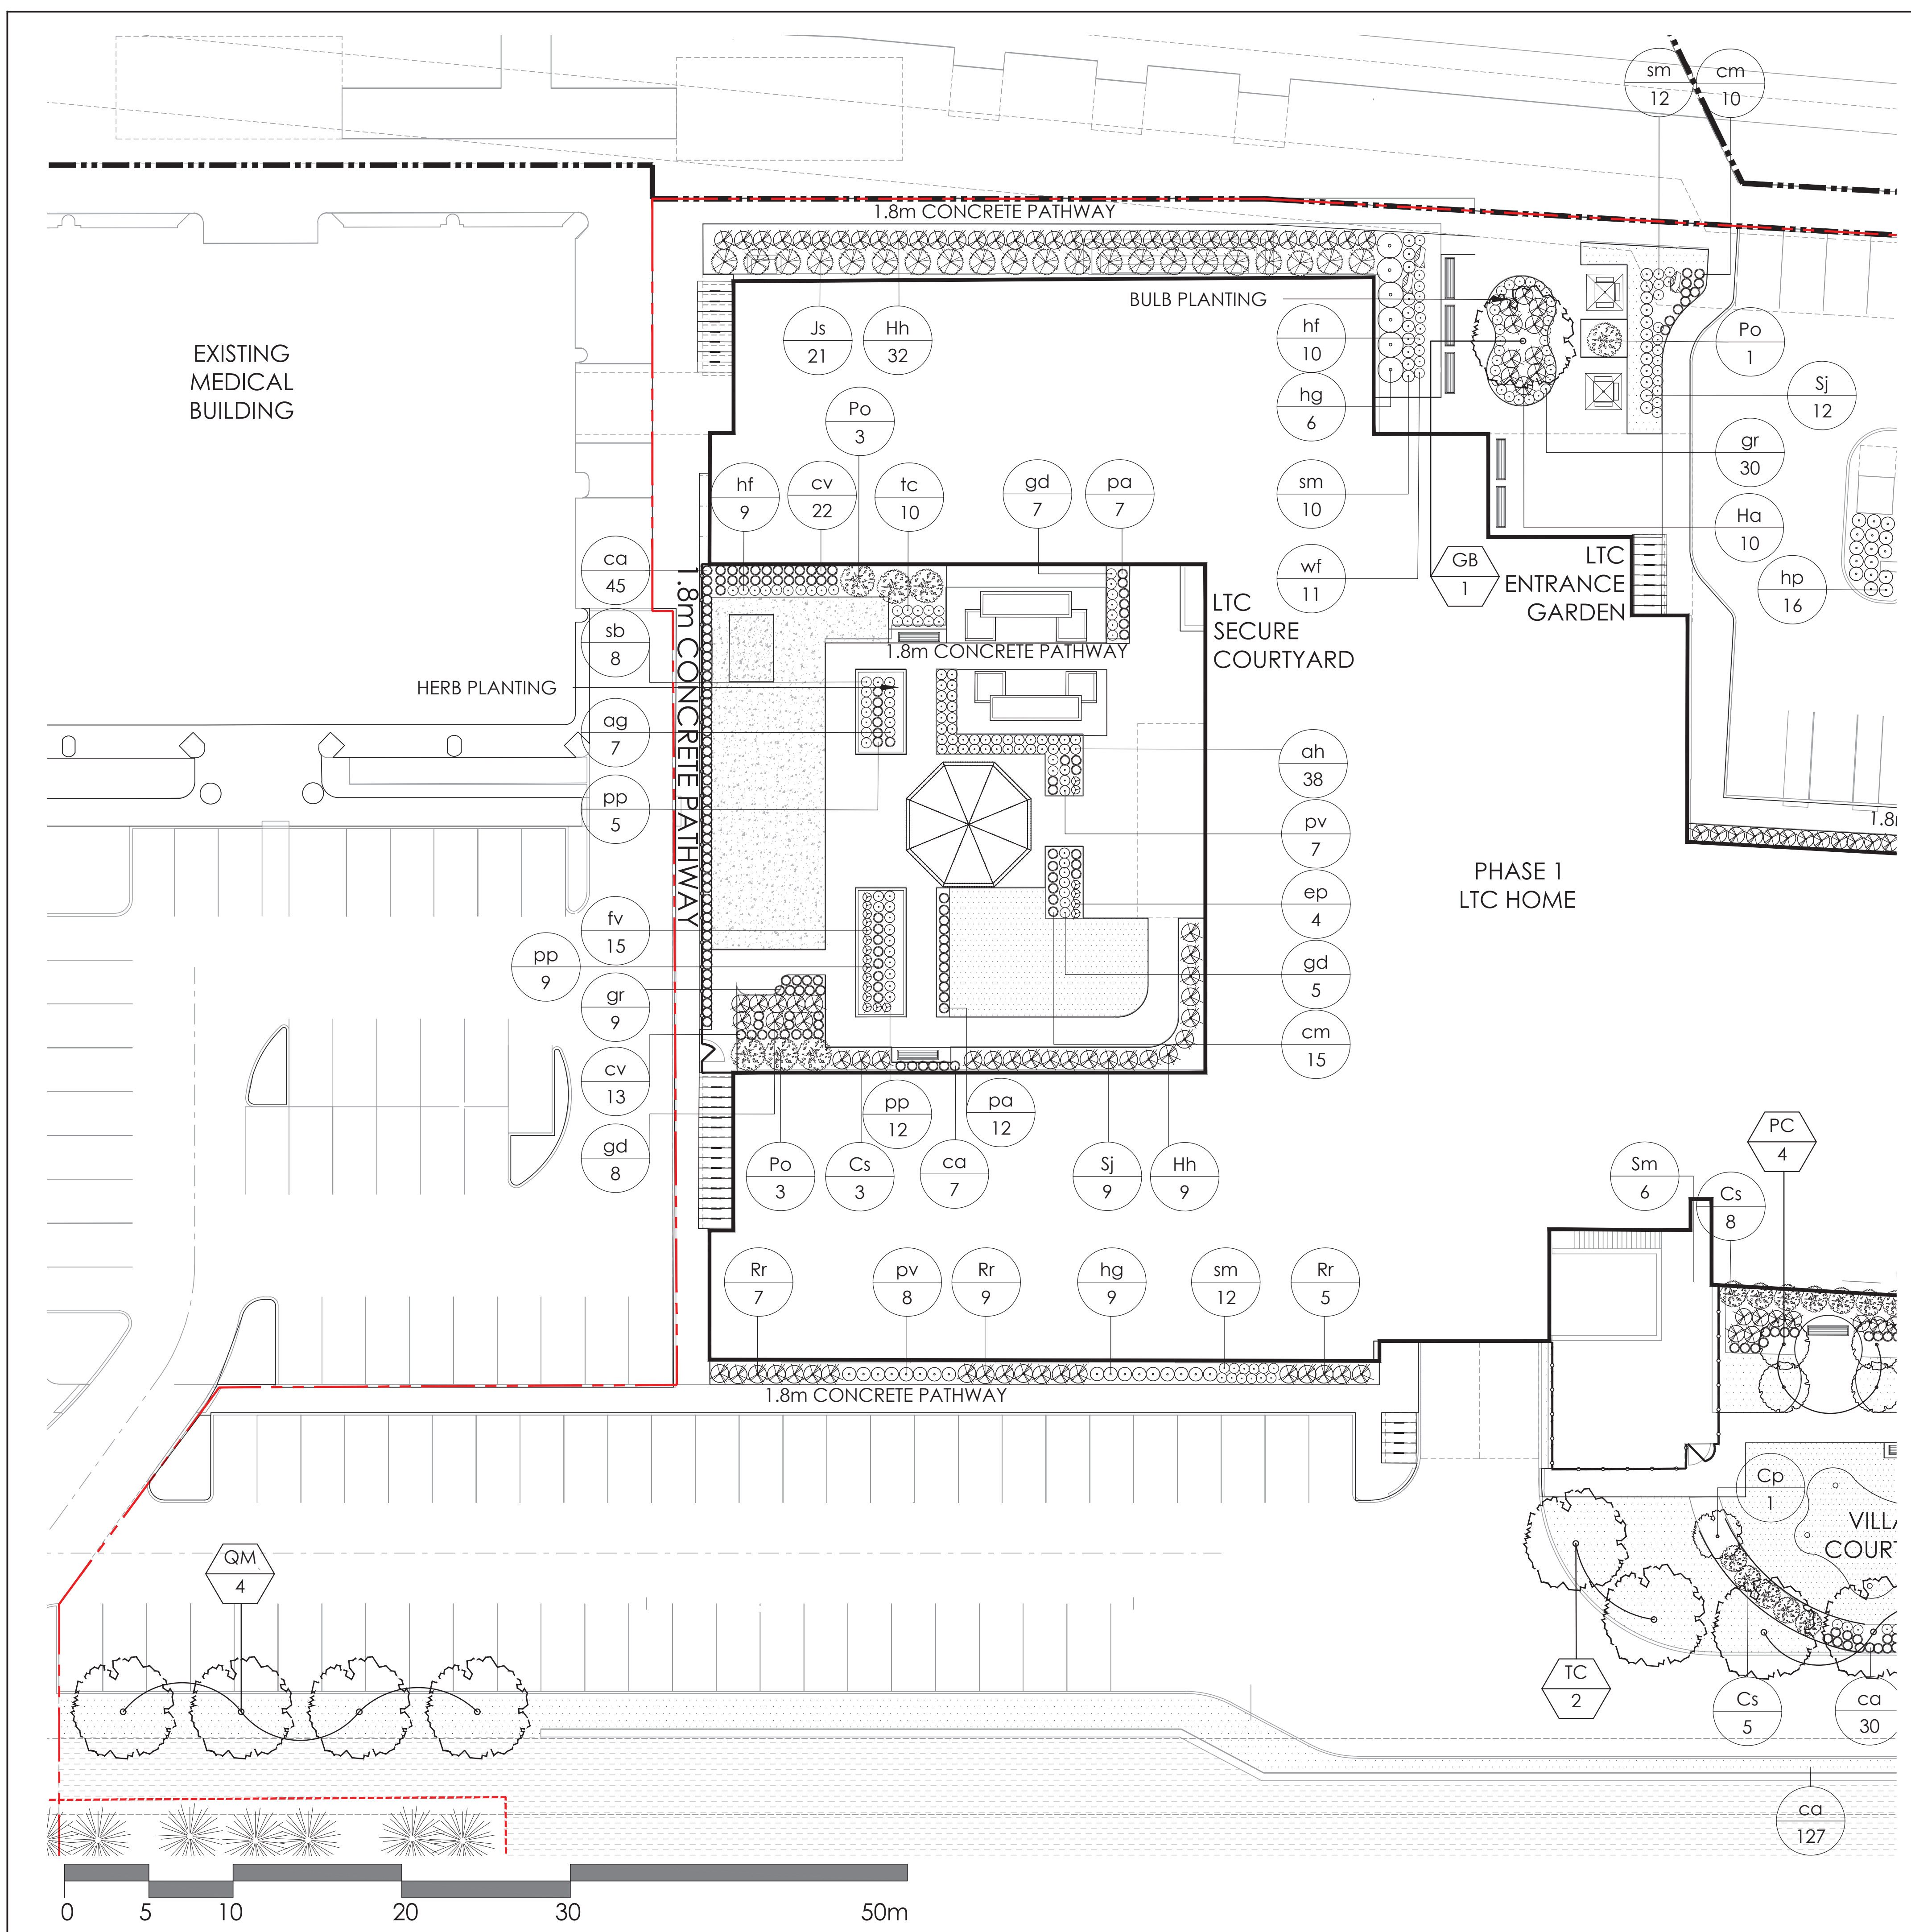 sm
12
cm
10
1.8m CONCRETE PATHWAY
BULB PLANTING
Js
21
Hh
32
hf
10
Po
1
EXISTING
MEDICAL
BUILDING
hg
6
Sj
12
Po
3
gr
30
hf
9
cv
22
tc
10
gd
7
pa
7
sm
10
Ha
10
ca
45
wf
11
GB
1
LTC
ENTRANCE
GARDEN
hp
16
1.8m CONCRETE PATHWAY
LTC
SECURE
COURTYARD
sb
8
1.8m CONCRETE PATHWAY
HERB PLANTING
ag
7
ah
38
pp
5
pv
7
1.8
PHASE 1
LTC HOME
ep
4
fv
15
pp
9
gd
5
gr
9
cm
15
cv
13
pp
12
pa
12
gd
8
PC
4
Po
3
Cs
3
ca
7
Sj
9
Hh
9
Sm
6
Cs
8
Rr
7
pv
8
Rr
9
hg
9
sm
12
Rr
5
1.8m CONCRETE PATHWAY
Cp
1
VILLA
COURT
QM
4
TC
2
Cs
5
ca
30
ca
127
0 5 10 20 30 50m